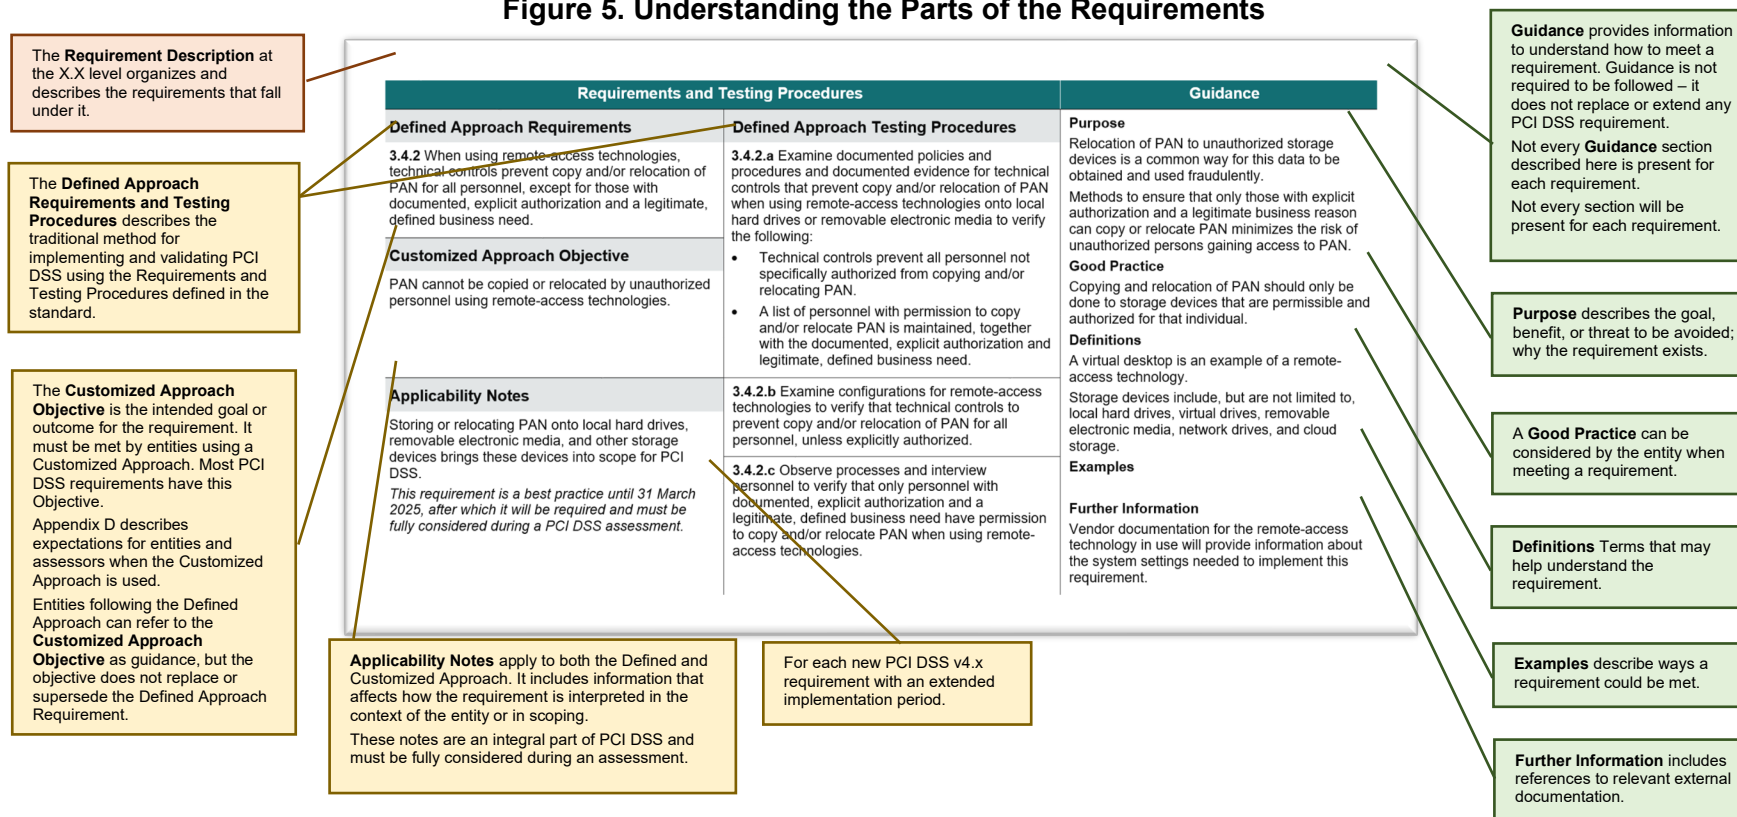 Figure 5. Understanding the Parts of the Requirements
The Requirement Description at
the X.X level organizes and
describes the requirements that fall
under it.
The Defined Approach
Requirements and Testing
Procedures describes the
traditional method for
implementing and validating PCI
DSS using the Requirements and
Testing Procedures defined in the
standard.
The Customized Approach
Objective is the intended goal or
outcome for the requirement. It
must be met by entities using a
Customized Approach. Most PCI
DSS requirements have this
Objective.
Appendix D describes
expectations for entities and
assessors when the Customized
Approach is used.
Entities following the Defined
Approach can refer to the
Customized Approach
Objective as guidance, but the
objective does not replace or
supersede the Defined Approach
Requirement.
Requirements and Testing Procedures
Guidance
Defined Approach Requirements
3.4.2 When using remote-access technologies,
technical controls prevent copy and/or relocation of
PAN for all personnel, except for those with
documented, explicit authorization and a legitimate,
defined business need.
Customized Approach Objective
PAN cannot be copied or relocated by unauthorized
personnel using remote-access technologies.
Applicability Notes
Storing or relocating PAN onto local hard drives,
removable electronic media, and other storage
devices brings these devices into scope for PCI
DSS.
This requirement is a best practice until 31 March
2025, after which it will be required and must be
fully considered during a PCI DSS assessment.
Defined Approach Testing Procedures
3.4.2.a Examine documented policies and
procedures and documented evidence for technical
controls that prevent copy and/or relocation of PAN
when using remote-access technologies onto local
hard drives or removable electronic media to verify
the following:
• Technical controls prevent all personnel not
specifically authorized from copying and/or
relocating PAN.
• A list of personnel with permission to copy
and/or relocate PAN is maintained, together
with the documented, explicit authorization and
legitimate, defined business need.
3.4.2.b Examine configurations for remote-access
technologies to verify that technical controls to
prevent copy and/or relocation of PAN for all
personnel, unless explicitly authorized.
3.4.2.c Observe processes and interview
personnel to verify that only personnel with
documented, explicit authorization and a
legitimate, defined business need have permission
to copy and/or relocate PAN when using remote-
access technologies.
Purpose
Relocation of PAN to unauthorized storage
devices is a common way for this data to be
obtained and used fraudulently.
Methods to ensure that only those with explicit
authorization and a legitimate business reason
can copy or relocate PAN minimizes the risk of
unauthorized persons gaining access to PAN.
Good Practice
Copying and relocation of PAN should only be
done to storage devices that are permissible and
authorized for that individual.
Definitions
A virtual desktop is an example of a remote-
access technology.
Storage devices include, but are not limited to,
local hard drives, virtual drives, removable
electronic media, network drives, and cloud
storage.
Examples
Further Information
Vendor documentation for the remote-access
technology in use will provide information about
the system settings needed to implement this
requirement.
Applicability Notes apply to both the Defined and
Customized Approach. It includes information that
affects how the requirement is interpreted in the
context of the entity or in scoping.
These notes are an integral part of PCI DSS and
must be fully considered during an assessment.
For each new PCI DSS v4.x
requirement with an extended
implementation period.
Guidance provides information
to understand how to meet a
requirement. Guidance is not
required to be followed – it
does not replace or extend any
PCI DSS requirement.
Not every Guidance section
described here is present for
each requirement.
Not every section will be
present for each requirement.
Purpose describes the goal,
benefit, or threat to be avoided;
why the requirement exists.
A Good Practice can be
considered by the entity when
meeting a requirement.
Definitions Terms that may
help understand the
requirement.
Examples describe ways a
requirement could be met.
Further Information includes
references to relevant external
documentation.